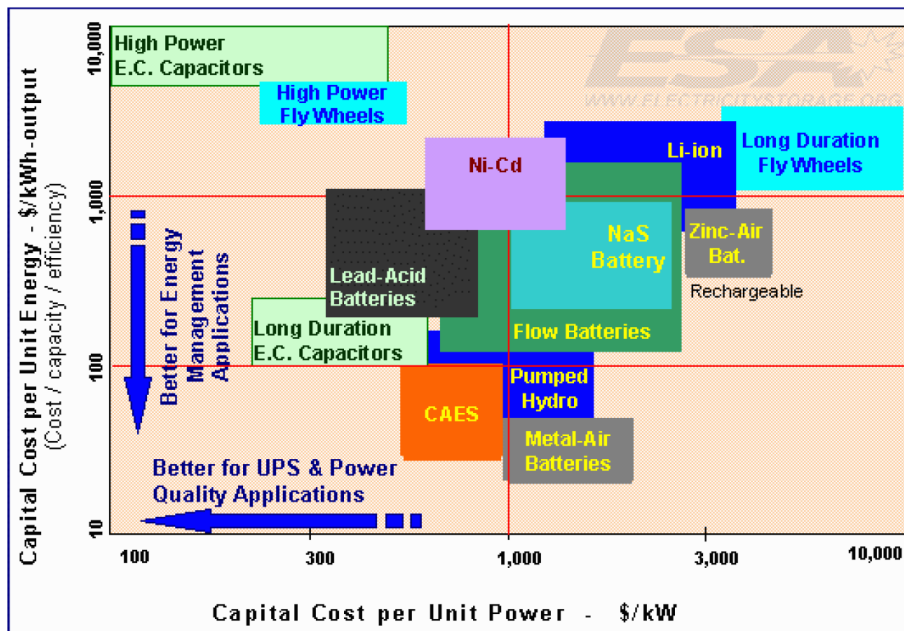 10,000
High Power
E.C. Capacitors
ESA
WWW.ELECTRICITYSTORAGE.ORG
High Power
Fly Wheels
Ni-Cd
Li-ion
Long Duration
Fly Wheels
1,000
Capital Cost per Unit Energy - $/kWh-output
(Cost / capacity / efficiency)
Better for Energy
Management
Applications
Lead-Acid
Batteries
NaS
Battery
Zinc-Air
Bat.
Rechargeable
Long Duration
E.C. Capacitors
Flow Batteries
100
CAES
Pumped
Hydro
Metal-Air
Batteries
Better for UPS & Power
Quality Applications
10
100
300
1,000
3,000
10,000
Capital Cost per Unit Power - $/kW